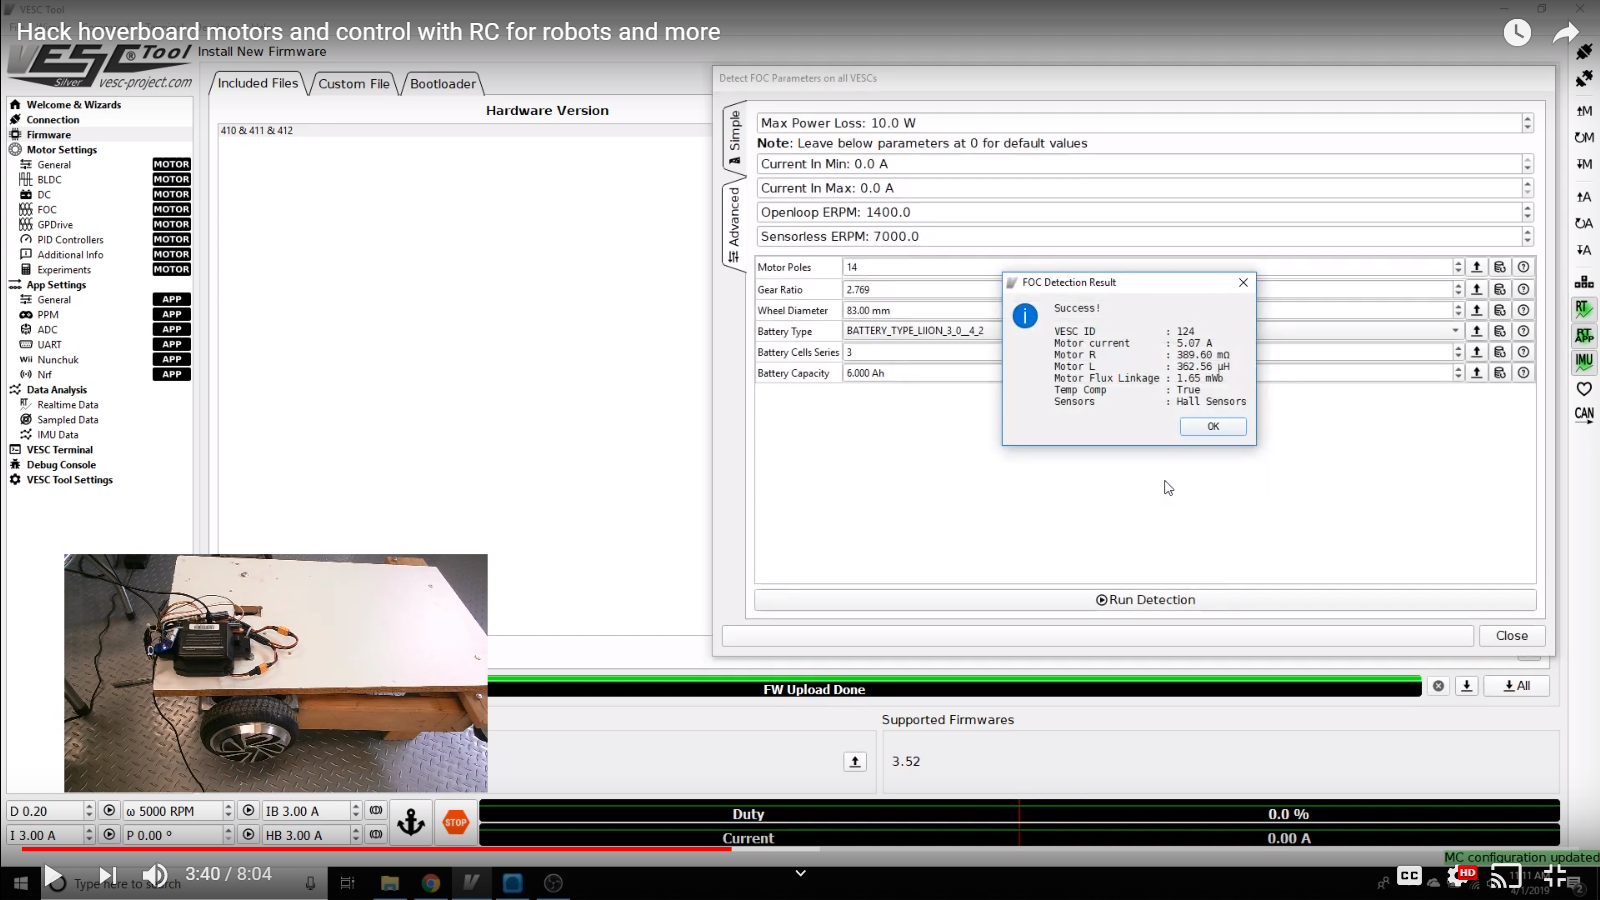 VESC Tool
Hack hoverboard motors and control with RC for robots and more
VESC® Tool
Silver vesc-project.com
Welcome & Wizards
Connection
Firmware
Motor Settings
General MOTOR
BLDC MOTOR
DC MOTOR
FOC MOTOR
GPDrive MOTOR
PID Controllers MOTOR
Additional Info MOTOR
Experiments MOTOR
App Settings
General APP
PPM APP
ADC APP
UART APP
Wii Nunchuk APP
Nrf APP
Data Analysis
RT Realtime Data
Sampled Data
IMU Data
VESC Terminal
Debug Console
VESC Tool Settings
Install New Firmware
Included Files Custom File Bootloader
Hardware Version
410 & 411 & 412
Detect FOC Parameters on all VESCs
Simple
Advanced
Max Power Loss: 10.0 W
Note: Leave below parameters at 0 for default values
Current In Min: 0.0 A
Current In Max: 0.0 A
Openloop ERPM: 1400.0
Sensorless ERPM: 7000.0
Motor Poles 14
Gear Ratio 2.769
Wheel Diameter 83.00 mm
Battery Type BATTERY_TYPE_LIION_3_0__4_2
Battery Cells Series 3
Battery Capacity 6.000 Ah
FOC Detection Result
Success!
VESC ID : 124
Motor current : 5.07 A
Motor R : 389.60 mΩ
Motor L : 362.56 µH
Motor Flux Linkage : 1.65 mWb
Temp Comp : True
Sensors : Hall Sensors
OK
Run Detection
Close
↑M
M
↓M
↑A
A
↓A
RT
RT APP
IMU
CAN
FW Upload Done
All
Supported Firmwares
3.52
D 0.20 ω 5000 RPM IB 3.00 A
I 3.00 A P 0.00 ° HB 3.00 A
STOP
Duty 0.0 %
Current 0.00 A
MC configuration updated
3:40 / 8:04
CC HD
Type here to search
11:11 AM
4/1/2019
2